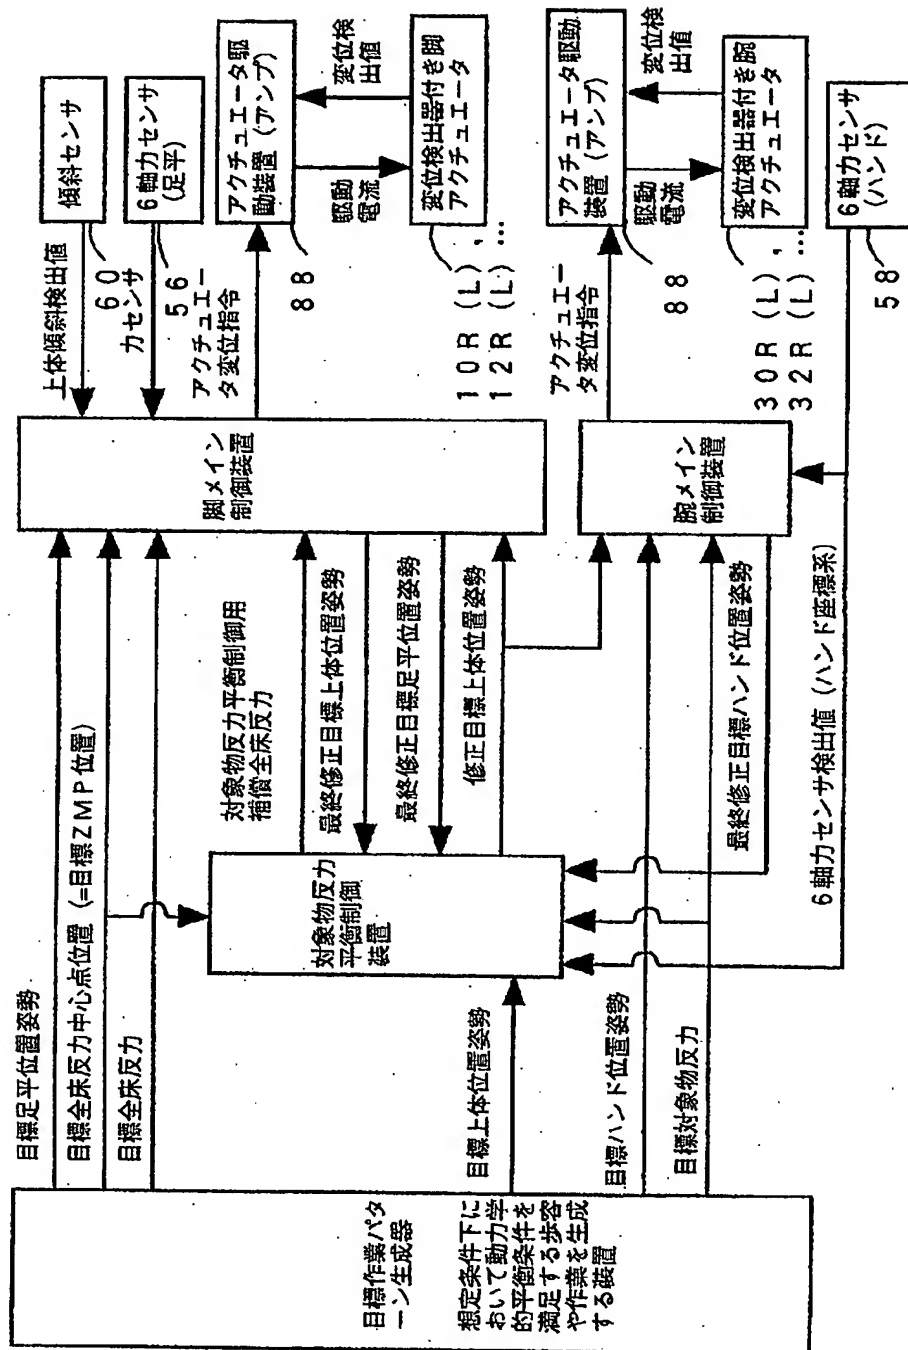 目標作業パタ
ーン生成器
想定条件下に
おいて動力学
的平衡条件を
満足する歩容
や作業を生成
する装置
目標足平位置姿勢
目標全床反力中心点位置 (=目標ZMP位置)
目標全床反力
目標上体位置姿勢
目標ハンド位置姿勢
目標対象物反力
対象物反力
平衡制御
装置
対象物反力平衡制御用
補償全床反力
最終修正目標上体位置姿勢
最終修正目標足平位置姿勢
修正目標上体位置姿勢
最終修正目標ハンド位置姿勢
6軸力センサ検出値 (ハンド座標系)
脚メイン
制御装置
腕メイン
制御装置
上体傾斜検出値
60
力センサ
56
アクチュエー
タ変位指令
88
10R (L) ,
12R (L) ...
アクチュエー
タ変位指令
88
30R (L) ,
32R (L) ...
58
傾斜センサ
6軸力センサ
(足平)
アクチュエータ駆
動装置 (アンプ)
駆動
電流
変位検
出値
変位検出器付き脚
アクチュエータ
アクチュエータ駆動
装置 (アンプ)
駆動
電流
変位検
出値
変位検出器付き腕
アクチュエータ
6軸力センサ
(ハンド)